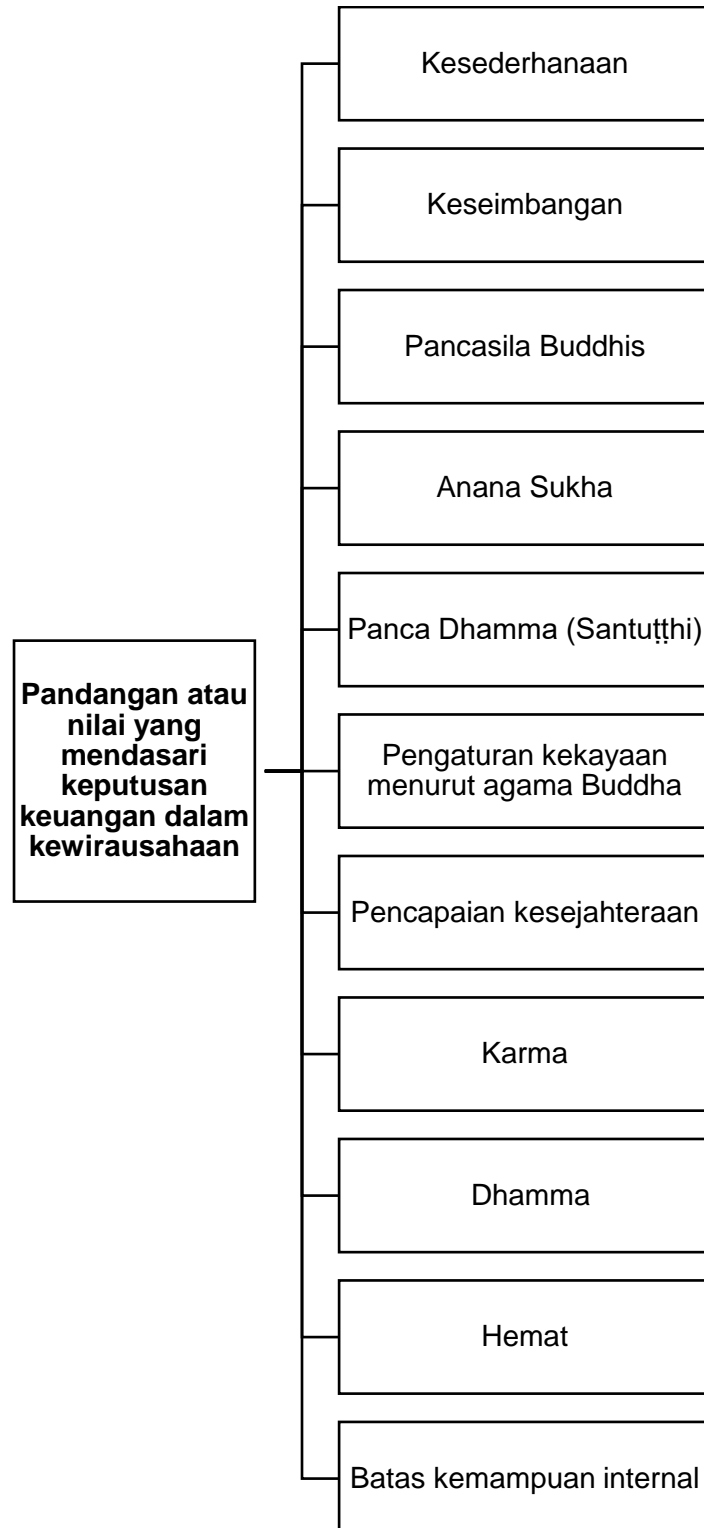 Kesederhanaan
Keseimbangan
Pancasila Buddhis
Anana Sukha
Panca Dhamma (Santuṭṭhi)
Pandangan atau
nilai yang
mendasari
keputusan
keuangan dalam
kewirausahaan
Pengaturan kekayaan
menurut agama Buddha
Pencapaian kesejahteraan
Karma
Dhamma
Hemat
Batas kemampuan internal